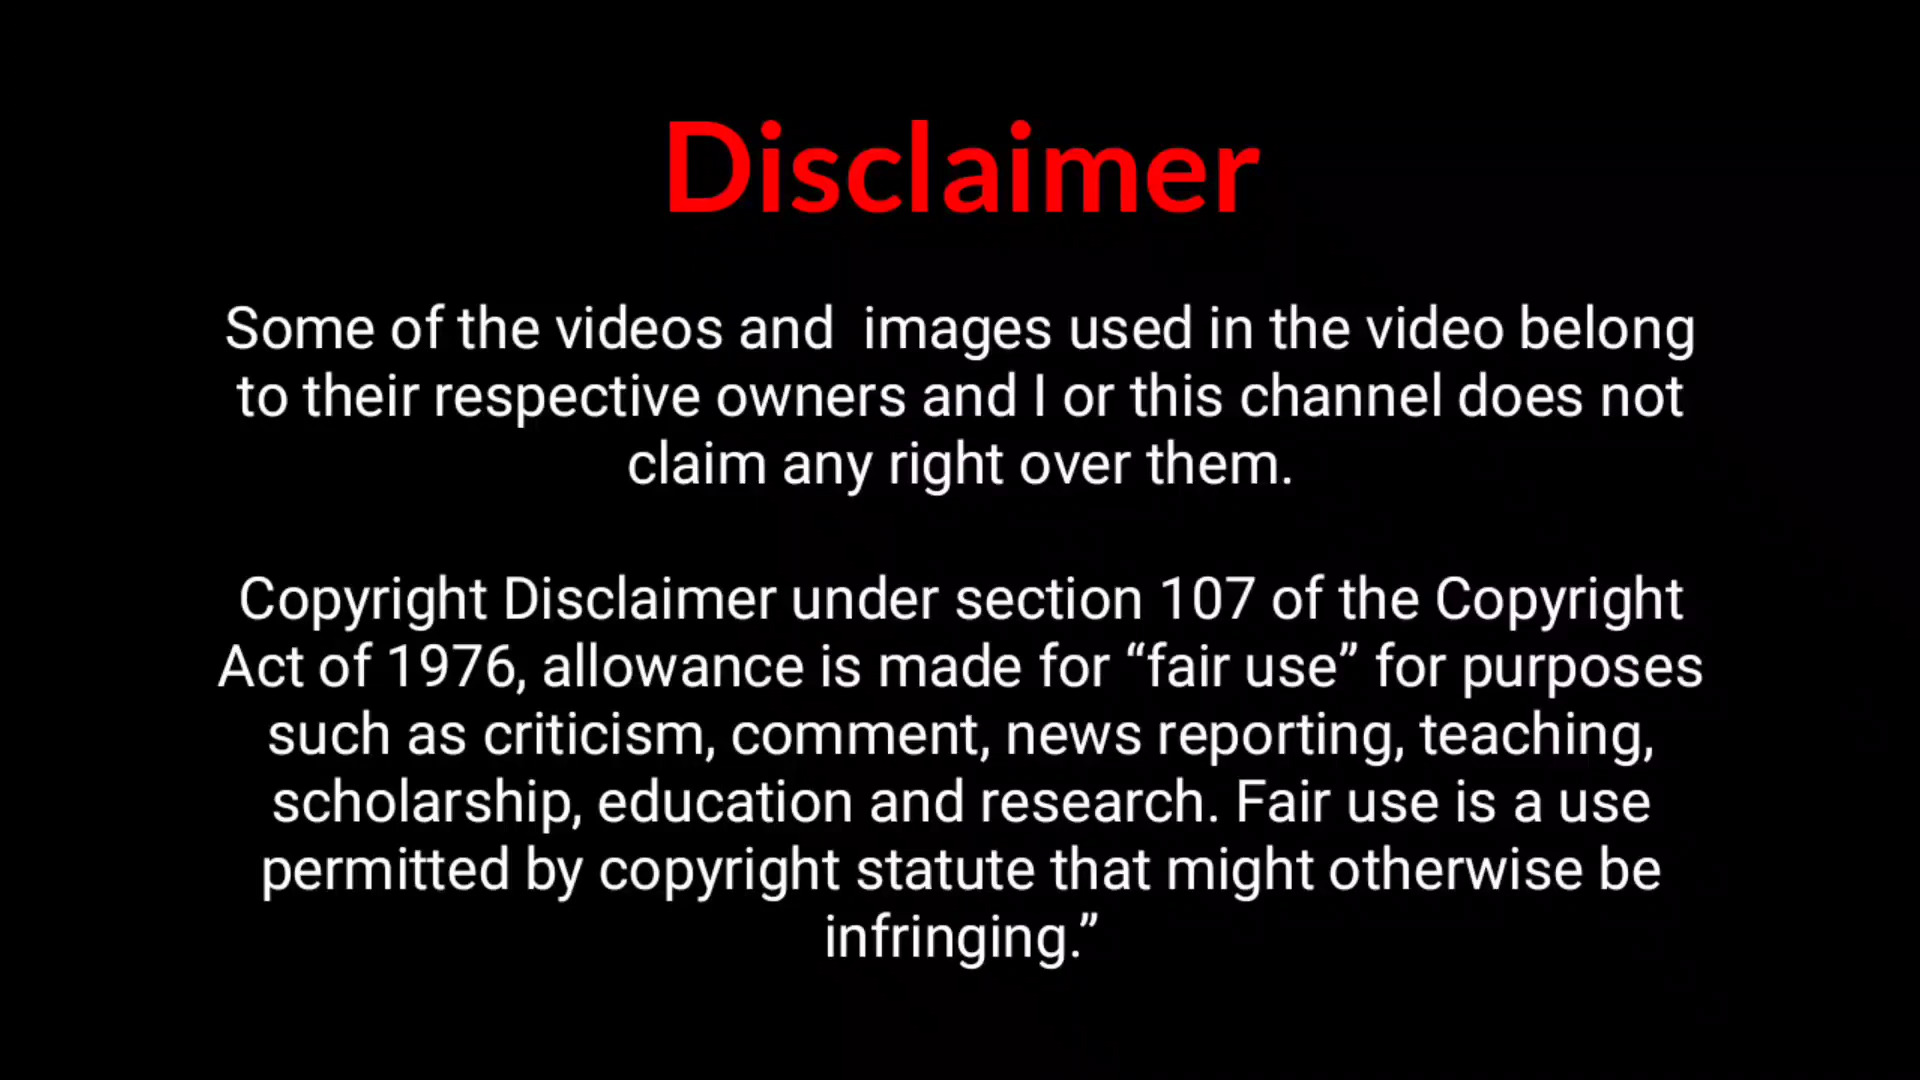 Disclaimer
Some of the videos and  images used in the video belong
to their respective owners and I or this channel does not
claim any right over them.
Copyright Disclaimer under section 107 of the Copyright
Act of 1976, allowance is made for “fair use” for purposes
such as criticism, comment, news reporting, teaching,
scholarship, education and research. Fair use is a use
permitted by copyright statute that might otherwise be
infringing.”